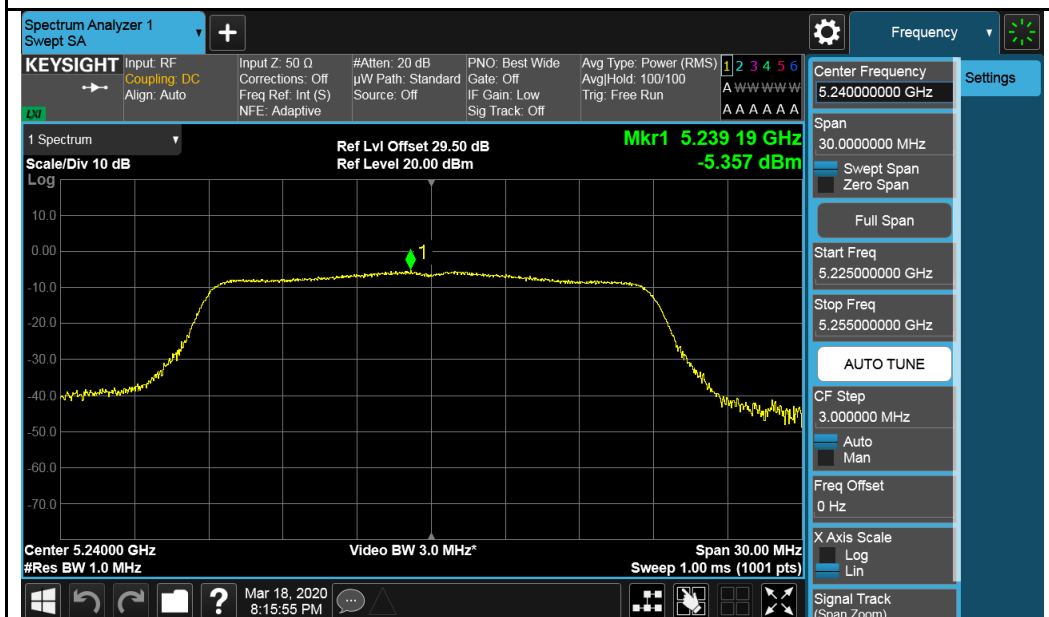 Spectrum Analyzer 1
Swept SA
+
Frequency
KEYSIGHT
Input: RF
Coupling: DC
Align: Auto
LXI
Input Z: 50 Ω
Corrections: Off
Freq Ref: Int (S)
NFE: Adaptive
#Atten: 20 dB
µW Path: Standard
Source: Off
PNO: Best Wide
Gate: Off
IF Gain: Low
Sig Track: Off
Avg Type: Power (RMS)
Avg|Hold: 100/100
Trig: Free Run
1 2 3 4 5 6
A W W W W W
A A A A A A
1 Spectrum
Scale/Div 10 dB
Log
Ref Lvl Offset 29.50 dB
Ref Level 20.00 dBm
Mkr1 5.239 19 GHz
-5.357 dBm
10.0
0.00
-10.0
-20.0
-30.0
-40.0
-50.0
-60.0
-70.0
1
Center 5.24000 GHz
#Res BW 1.0 MHz
Video BW 3.0 MHz*
Span 30.00 MHz
Sweep 1.00 ms (1001 pts)
Center Frequency
5.240000000 GHz
Settings
Span
30.0000000 MHz
Swept Span
Zero Span
Full Span
Start Freq
5.225000000 GHz
Stop Freq
5.255000000 GHz
AUTO TUNE
CF Step
3.000000 MHz
Auto
Man
Freq Offset
0 Hz
X Axis Scale
Log
Lin
Signal Track
(Span Zoom)
?
Mar 18, 2020
8:15:55 PM